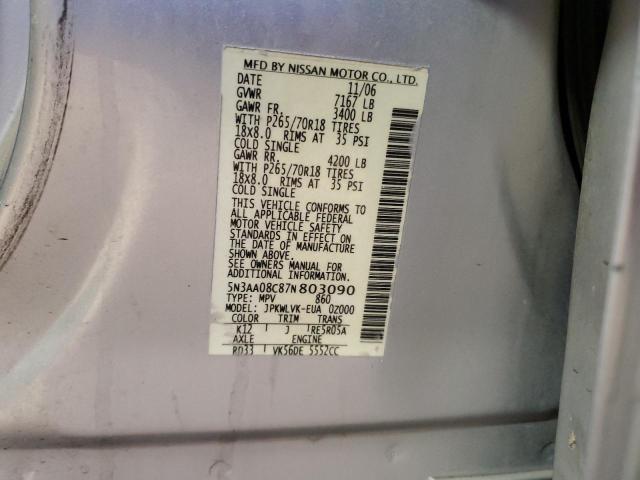 MFD BY NISSAN MOTOR CO., LTD.
DATE 11/06
GVWR 7167 LB
GAWR FR. 3400 LB
WITH P265/70R18 TIRES
18X8.0 RIMS AT 35 PSI
COLD SINGLE
GAWR RR. 4200 LB
WITH P265/70R18 TIRES
18X8.0 RIMS AT 35 PSI
COLD SINGLE
THIS VEHICLE CONFORMS TO
ALL APPLICABLE FEDERAL
MOTOR VEHICLE SAFETY
STANDARDS IN EFFECT ON
THE DATE OF MANUFACTURE
SHOWN ABOVE.
SEE OWNERS MANUAL FOR
ADDITIONAL INFORMATION.
5N3AA08C87N803090
TYPE: MPV 860
MODEL: JPKWLVK-EUA 0Z000
COLOR TRIM TRANS
K12 J RE5R05A
AXLE ENGINE
RD33 VK56DE 5552CC